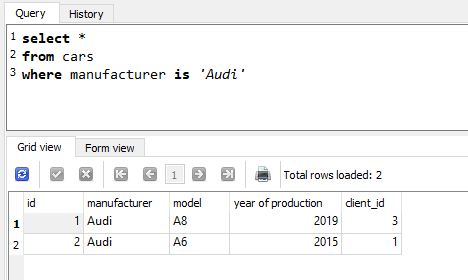 Query History
1 select *
2 from cars
3 where manufacturer is 'Audi'
Grid view Form view
1 Total rows loaded: 2
id manufacturer model year of production client_id
1 1 Audi A8 2019 3
2 2 Audi A6 2015 1